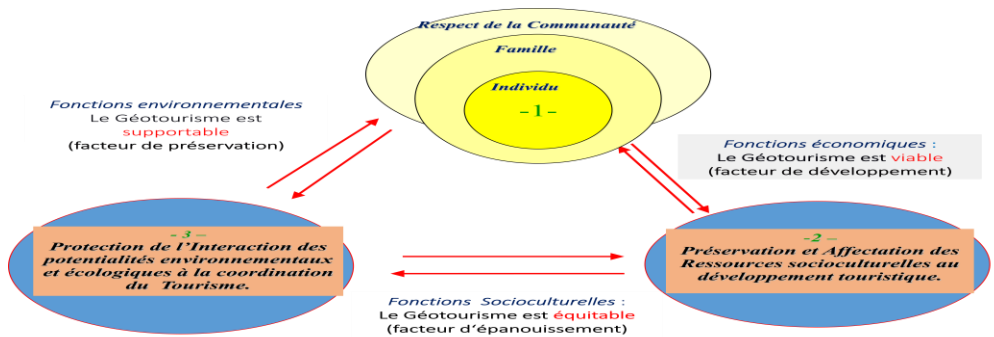 Respect de la Communauté
Famille
Individu
-1-
Fonctions environnementales
Le Géotourisme est
supportable
(facteur de préservation)
Fonctions économiques :
Le Géotourisme est viable
(facteur de développement)
- 3 –
Protection de l'Interaction des
potentialités environnementaux
et écologiques à la coordination
du Tourisme.
-2 –
Préservation et Affectation des
Ressources socioculturelles au
développement touristique.
Fonctions Socioculturelles :
Le Géotourisme est équitable
(facteur d'épanouissement)